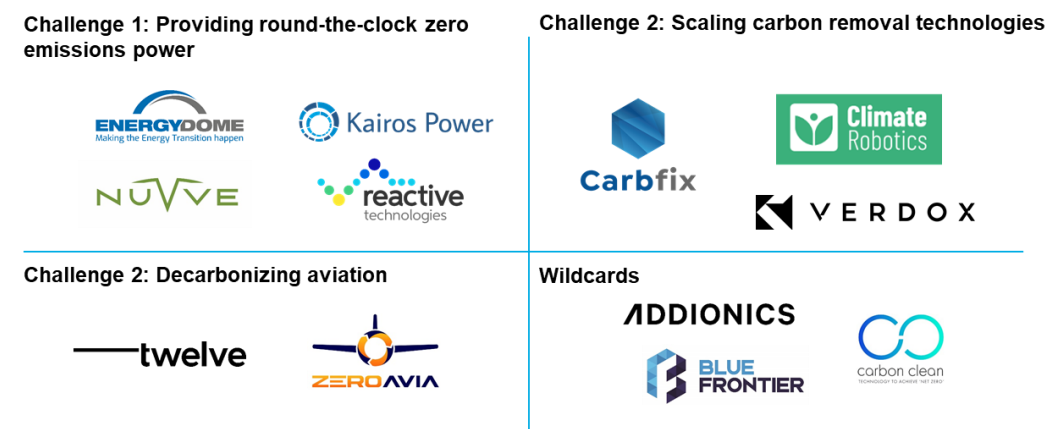 Challenge 1: Providing round-the-clock zero
emissions power
ENERGYDOME
Making the Energy Transition happen
Kairos Power
NUVVE
reactive
technologies
Challenge 2: Scaling carbon removal technologies
Carbfix
Climate
Robotics
VERDOX
Challenge 2: Decarbonizing aviation
twelve
ZEROAVIA
Wildcards
ADDIONICS
BLUE
FRONTIER
carbon clean
TECHNOLOGY TO ACHIEVE 'NET ZERO'